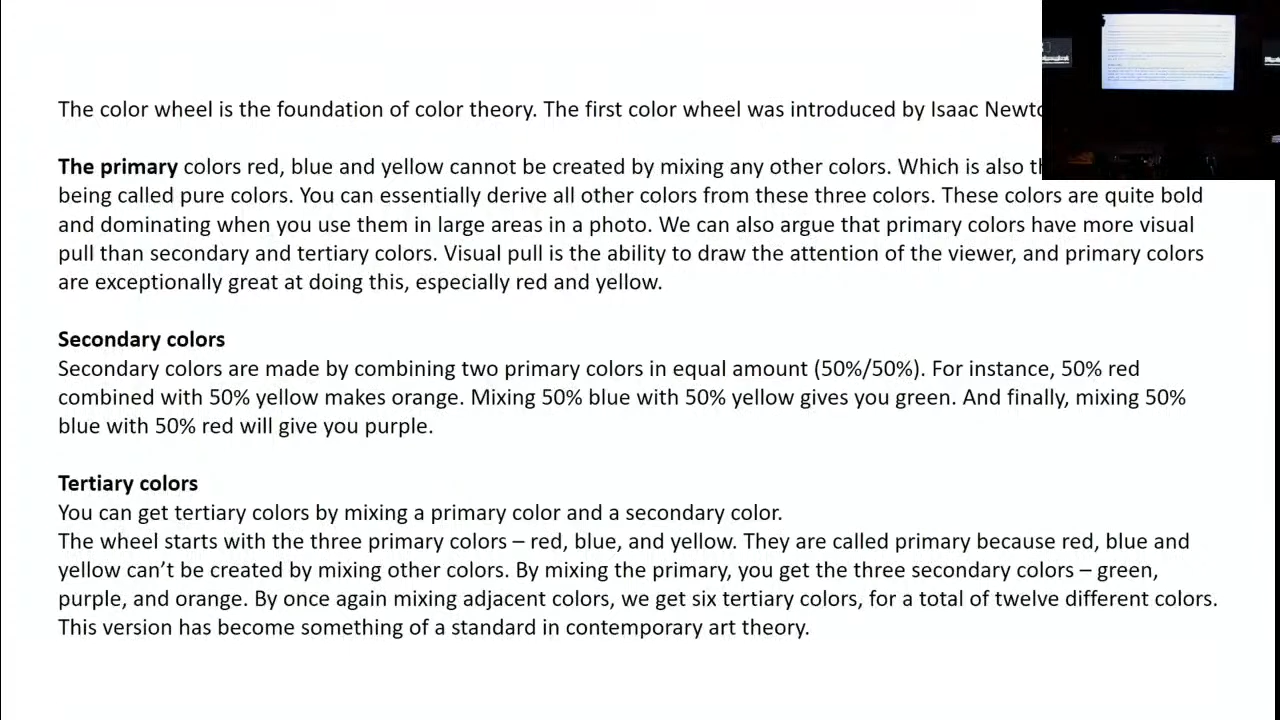 The color wheel is the foundation of color theory. The first color wheel was introduced by Isaac
The primary colors red, blue and yellow cannot be created by mixing any other colors. Which is also
being called pure colors. You can essentially derive all other colors from these three colors. These colors are quite bold
and dominating when you use them in large areas in a photo. We can also argue that primary colors have more visual
pull than secondary and tertiary colors. Visual pull is the ability to draw the attention of the viewer, and primary colors
are exceptionally great at doing this, especially red and yellow.
Secondary colors
Secondary colors are made by combining two primary colors in equal amount (50%/50%). For instance, 50% red
combined with 50% yellow makes orange. Mixing 50% blue with 50% yellow gives you green. And finally, mixing 50%
blue with 50% red will give you purple.
Tertiary colors
You can get tertiary colors by mixing a primary color and a secondary color.
The wheel starts with the three primary colors – red, blue, and yellow. They are called primary because red, blue and
yellow can’t be created by mixing other colors. By mixing the primary, you get the three secondary colors – green,
purple, and orange. By once again mixing adjacent colors, we get six tertiary colors, for a total of twelve different colors.
This version has become something of a standard in contemporary art theory.